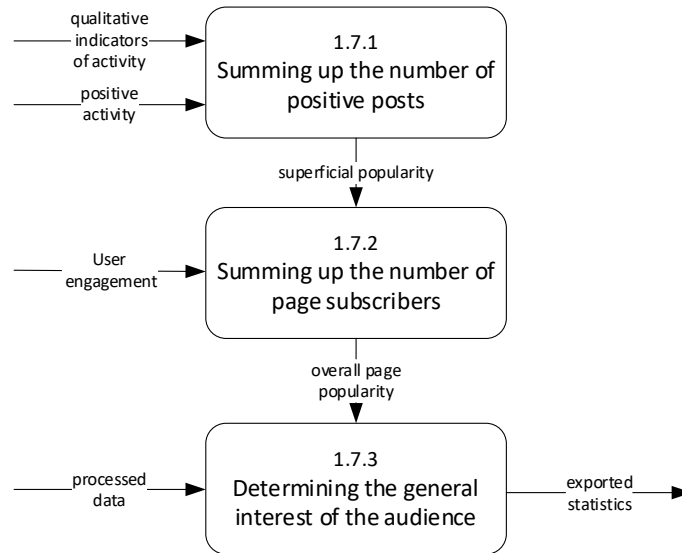 qualitative
indicators
of activity
positive
activity
1.7.1
Summing up the number of
positive posts
superficial popularity
User
engagement
1.7.2
Summing up the number of
page subscribers
overall page
popularity
processed
data
1.7.3
Determining the general
interest of the audience
exported
statistics